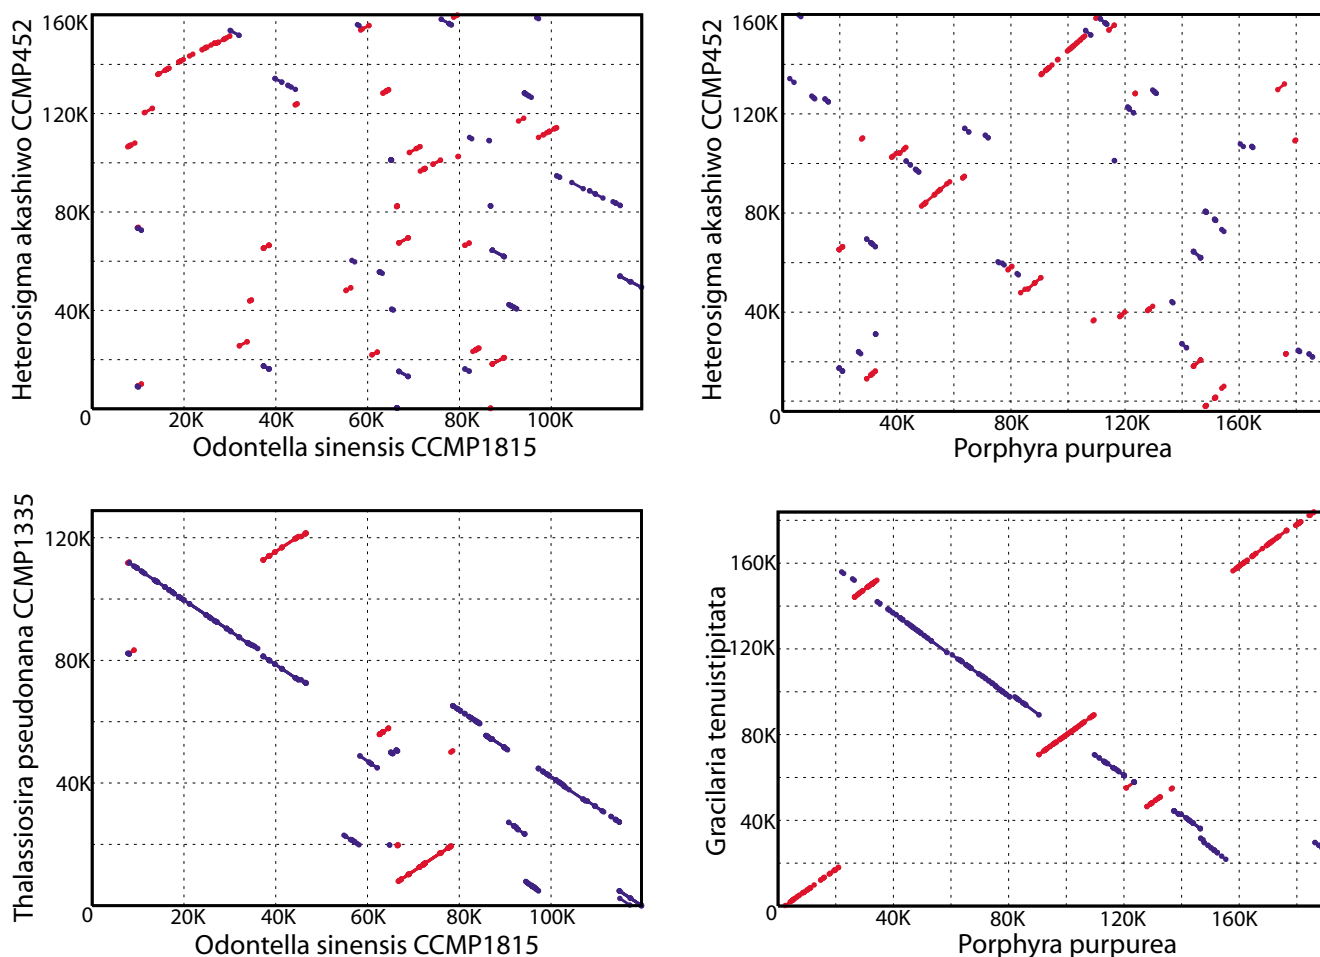 Heterosigma akashiwo CCMP452
160K
120K
80K
40K
0
20K
40K
60K
80K
100K
Odontella sinensis CCMP1815
Heterosigma akashiwo CCMP452
160K
120K
80K
40K
0
40K
80K
120K
160K
Porphyra purpurea
Thalassiosira pseudonana CCMP1335
120K
80K
40K
0
20K
40K
60K
80K
100K
Odontella sinensis CCMP1815
Gracilaria tenuistipitata
160K
120K
80K
40K
0
40K
80K
120K
160K
Porphyra purpurea